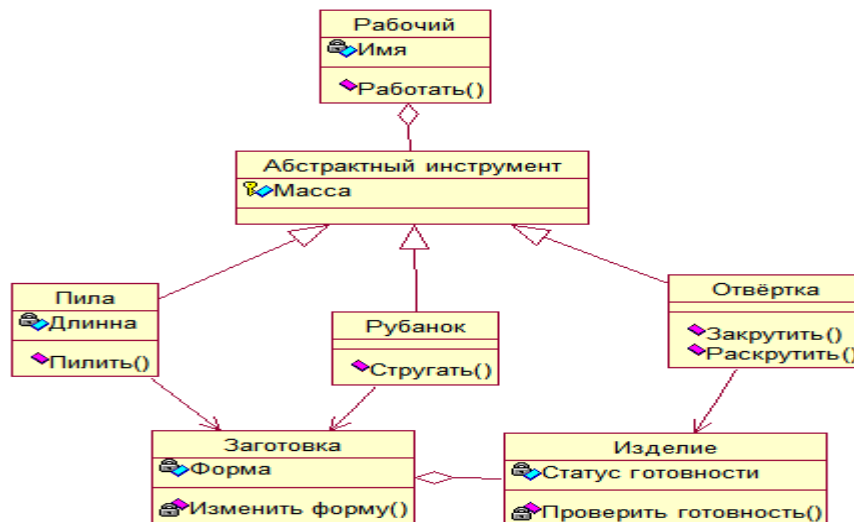 Рабочий
Имя
Работать()
Абстрактный инструмент
Масса
Пила
Длинна
Пилить()
Рубанок
Стругать()
Отвёртка
Закрутить()
Раскрутить()
Заготовка
Форма
Изменить форму()
Изделие
Статус готовности
Проверить готовность()